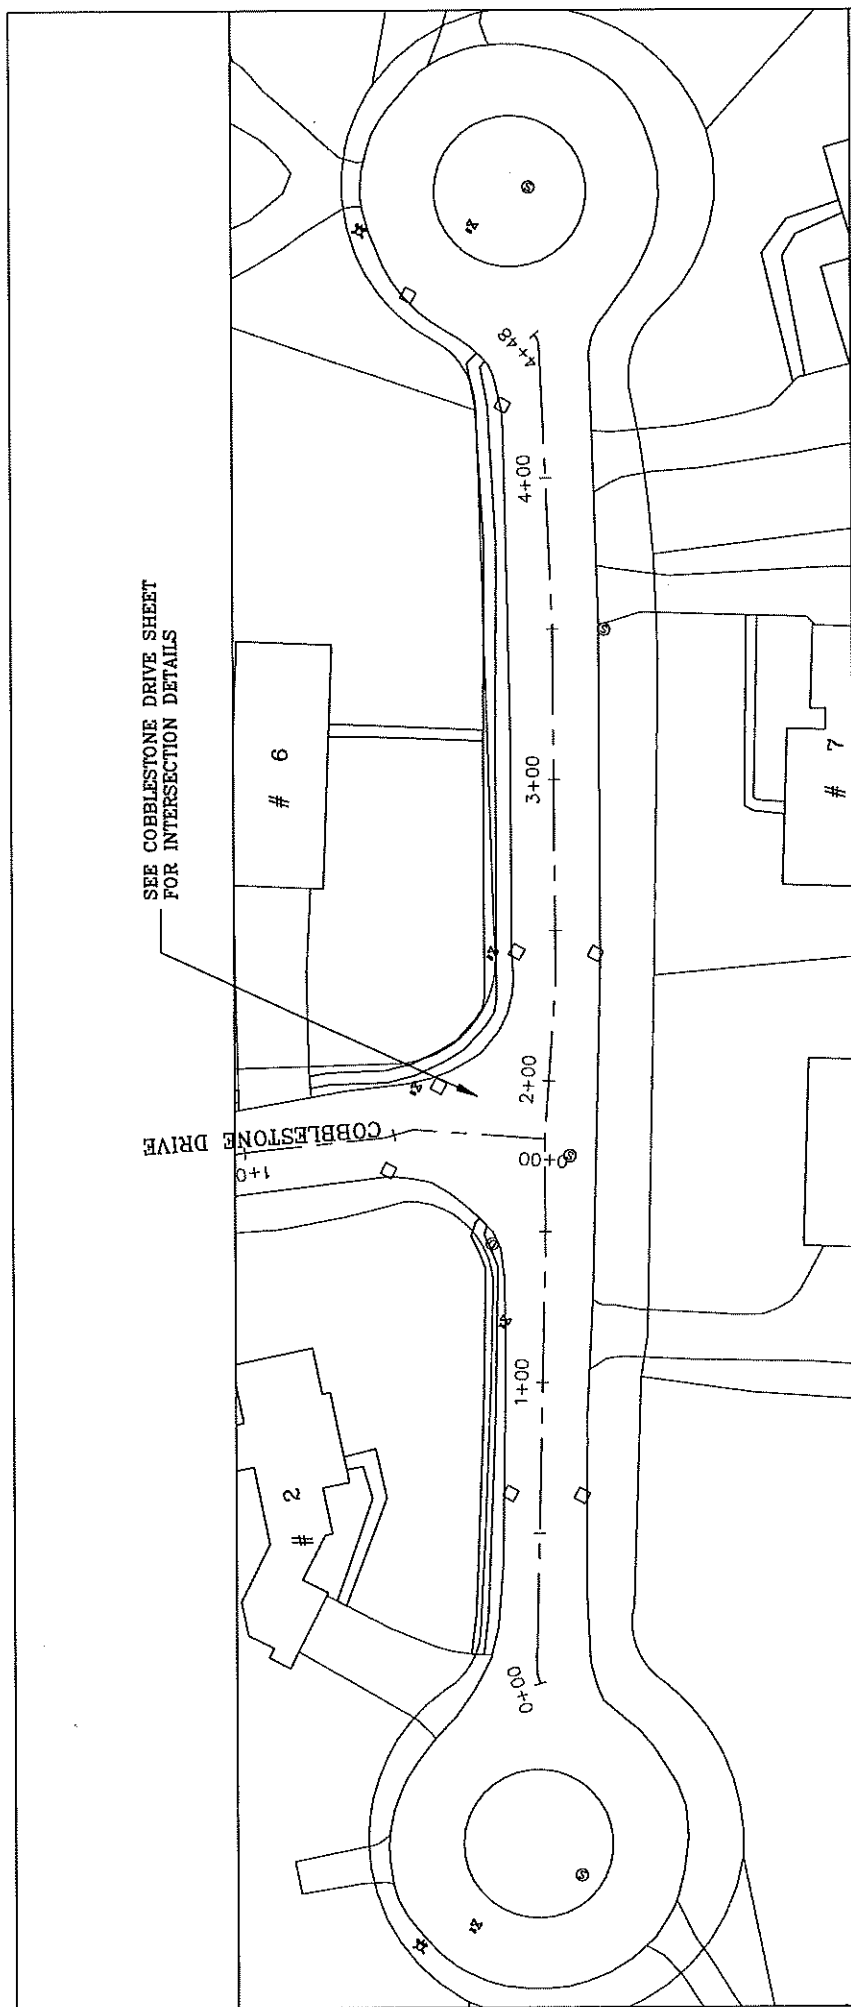 SEE COBBLESTONE DRIVE SHEET
FOR INTERSECTION DETAILS
# 6
# 7
# 2
COBBLESTONE DRIVE
4+48
4+00
3+00
2+00
0+00
1+0
1+00
0+00
S
S
S
S